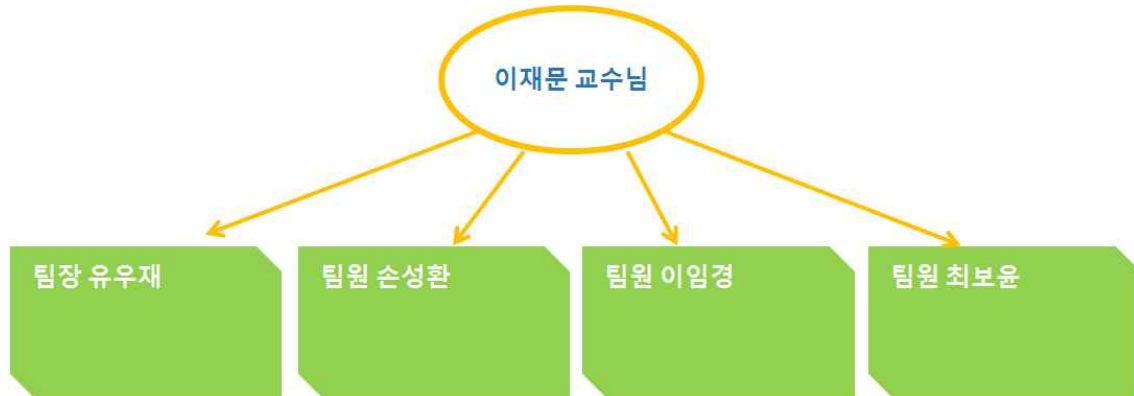 이재문 교수님
팀장 유우재
팀원 손성환
팀원 이임경
팀원 최보윤